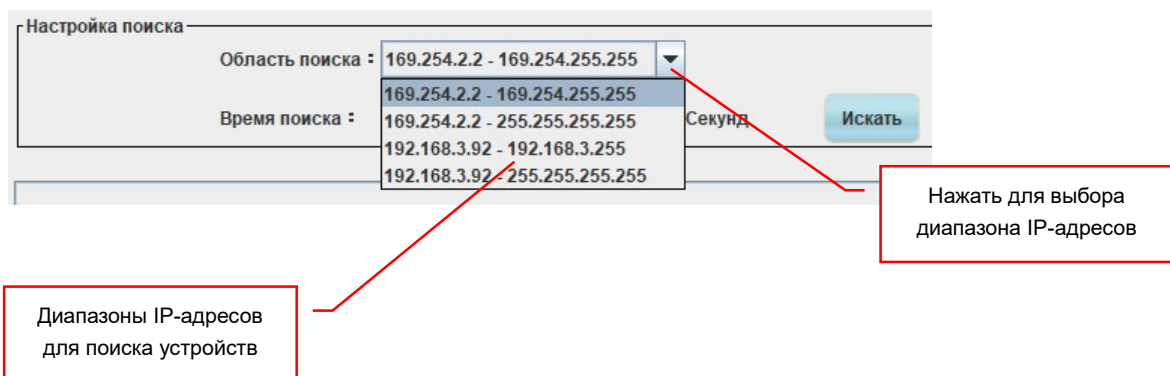 Настройка поиска
Область поиска : 169.254.2.2 - 169.254.255.255
169.254.2.2 - 169.254.255.255
Время поиска : 169.254.2.2 - 255.255.255.255 Секунд Искать
192.168.3.92 - 192.168.3.255
192.168.3.92 - 255.255.255.255
Нажать для выбора
диапазона IP-адресов
Диапазоны IP-адресов
для поиска устройств